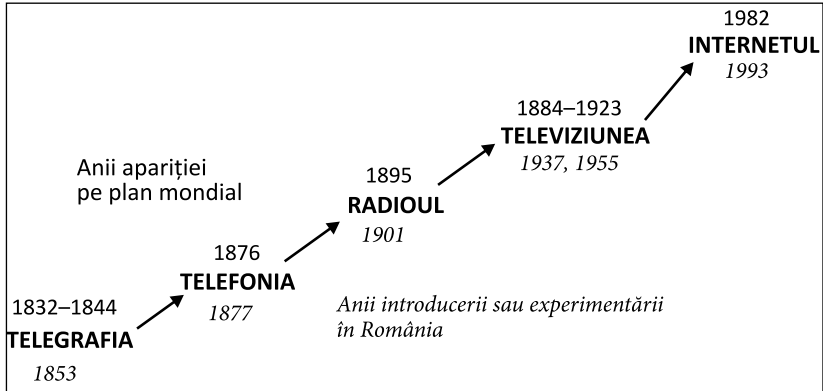 1982
INTERNETUL
1993
1884–1923
TELEVIZIUNEA
1937, 1955
Anii apariției
pe plan mondial
1895
RADIOUL
1901
1876
TELEFONIA
1877
Anii introducerii sau experimentării
în România
1832–1844
TELEGRAFIA
1853